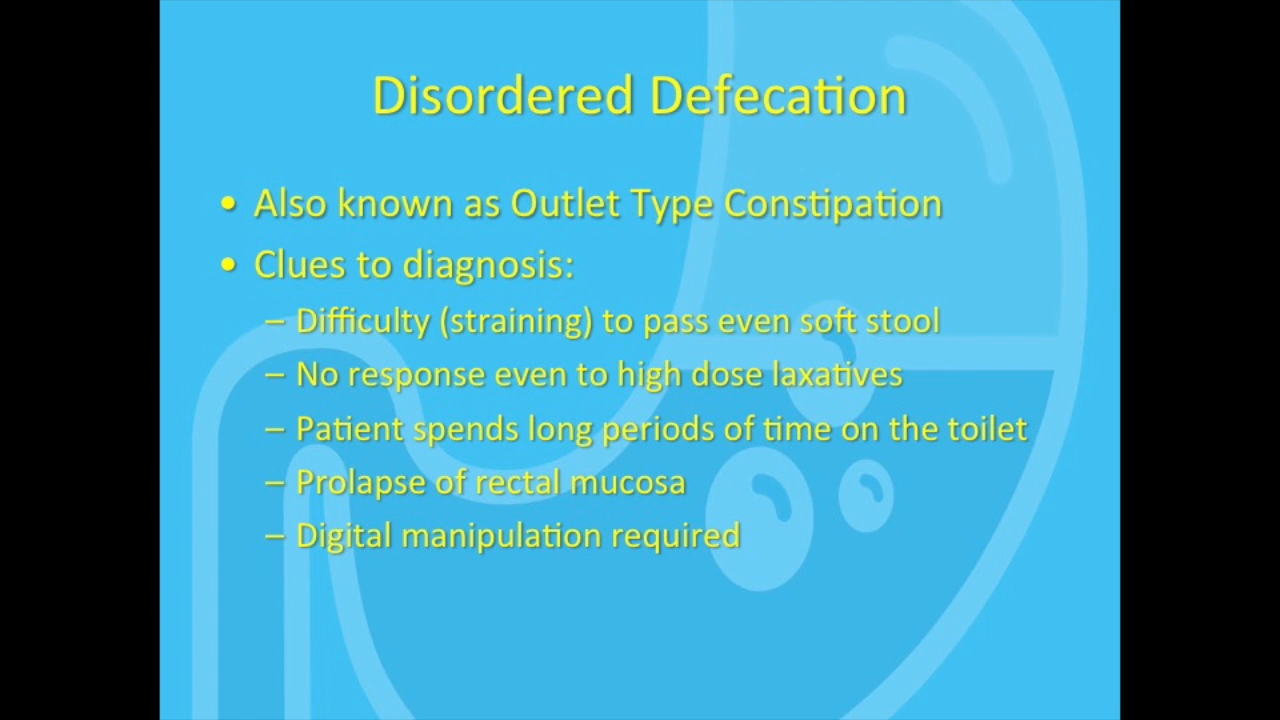 Disordered Defecation
• Also known as Outlet Type Constipation
• Clues to diagnosis:
– Difficulty (straining) to pass even soft stool
– No response even to high dose laxatives
– Patient spends long periods of time on the toilet
– Prolapse of rectal mucosa
– Digital manipulation required